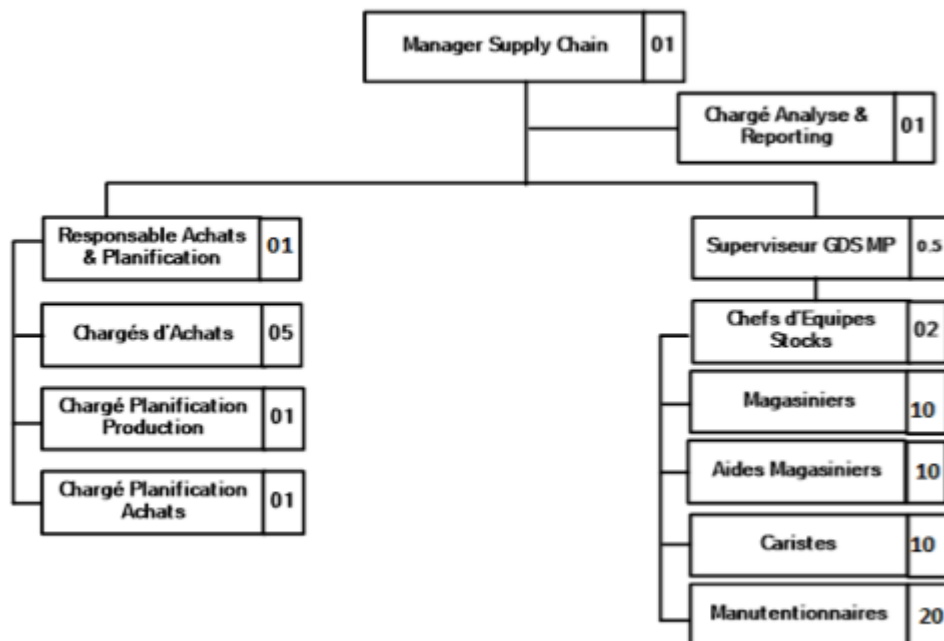 Manager Supply Chain 01
Chargé Analyse &
Reporting 01
Responsable Achats
& Planification 01
Superviseur GDS MP 0.5
Chargés d'Achats 05
Chefs d'Equipes
Stocks 02
Chargé Planification
Production 01
Magasiniers 10
Chargé Planification
Achats 01
Aides Magasiniers 10
Caristes 10
Manutentionnaires 20